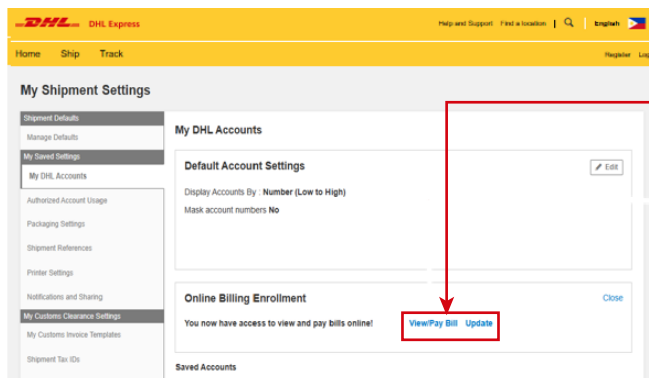 DHL DHL Express
Help and Support Find a location English
Home Ship Track
Register
My Shipment Settings
Shipment Defaults
Manage Defaults
My Saved Settings
My DHL Accounts
Authorized Account Usage
Packaging Settings
Shipment References
Printer Settings
Notifications and Sharing
My Customs Clearance Settings
My Customs Invoice Templates
Shipment Tax IDs
My DHL Accounts
Default Account Settings
Edit
Display Accounts By : Number (Low to High)
Mask account numbers No
Online Billing Enrollment
Close
You now have access to view and pay bills online! View/Pay Bill Update
Saved Accounts